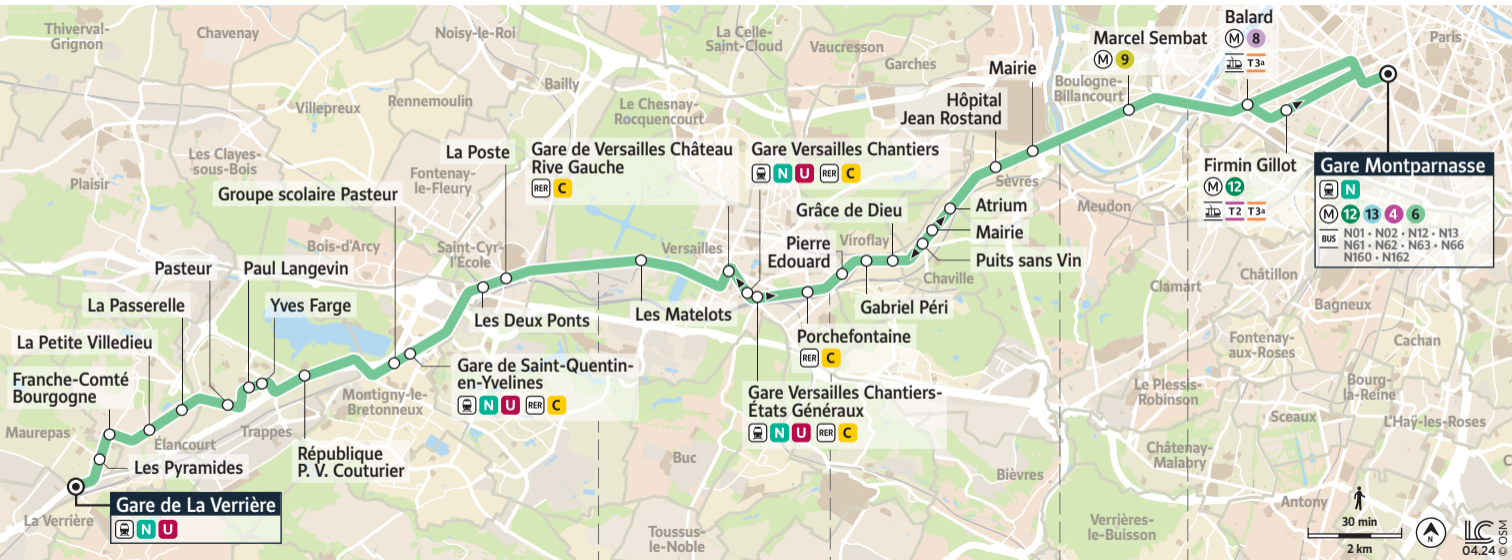 Thiverval-
Grignon
Chavenay
Noisy-le-Roi
La Celle-
Saint-Cloud
Vaucresson
Garches
Marcel Sembat
M 9
Balard
M 8
T3a
Paris
Bailly
Mairie
Boulogne-
Billancourt
Villepreux
Rennemoulin
Le Chesnay-
Rocquencourt
Hôpital
Jean Rostand
Les Clayes-
sous-Bois
La Poste
Gare de Versailles Château
Rive Gauche
RER C
Gare Versailles Chantiers
N U RER C
Firmin Gillot
M 12
T2 T3a
Gare Montparnasse
N
M 12 13 4 6
BUS N01 • N02 • N12 • N13
N61 • N62 • N63 • N66
N160 • N162
Plaisir
Fontenay-
le-Fleury
Groupe scolaire Pasteur
Sèvres
Meudon
Grâce de Dieu
Atrium
Bois-d'Arcy
Saint-Cyr-
l'École
Versailles
Pierre
Edouard
Viroflay
Mairie
Puits sans Vin
Chaville
Châtillon
Pasteur
Paul Langevin
Clamart
Bagneux
La Passerelle
Yves Farge
Les Deux Ponts
Les Matelots
Gabriel Péri
La Petite Villedieu
Porchefontaine
RER C
Fontenay-
aux-Roses
Cachan
Franche-Comté
Bourgogne
Gare de Saint-Quentin-
en-Yvelines
N U RER C
Gare Versailles Chantiers-
États Généraux
N U RER C
Montigny-le-
Bretonneux
Le Plessis-
Robinson
Bourg-
la-Reine
Sceaux
L'Haÿ-les-Roses
Maurepas
Élancourt
Trappes
République
P. V. Couturier
Les Pyramides
Buc
Bièvres
Châtenay-
Malabry
Gare de La Verrière
N U
La Verrière
Toussus-
le-Noble
Verrières-
le-Buisson
Antony
30 min
2 km
N
LC
04.24
OSM